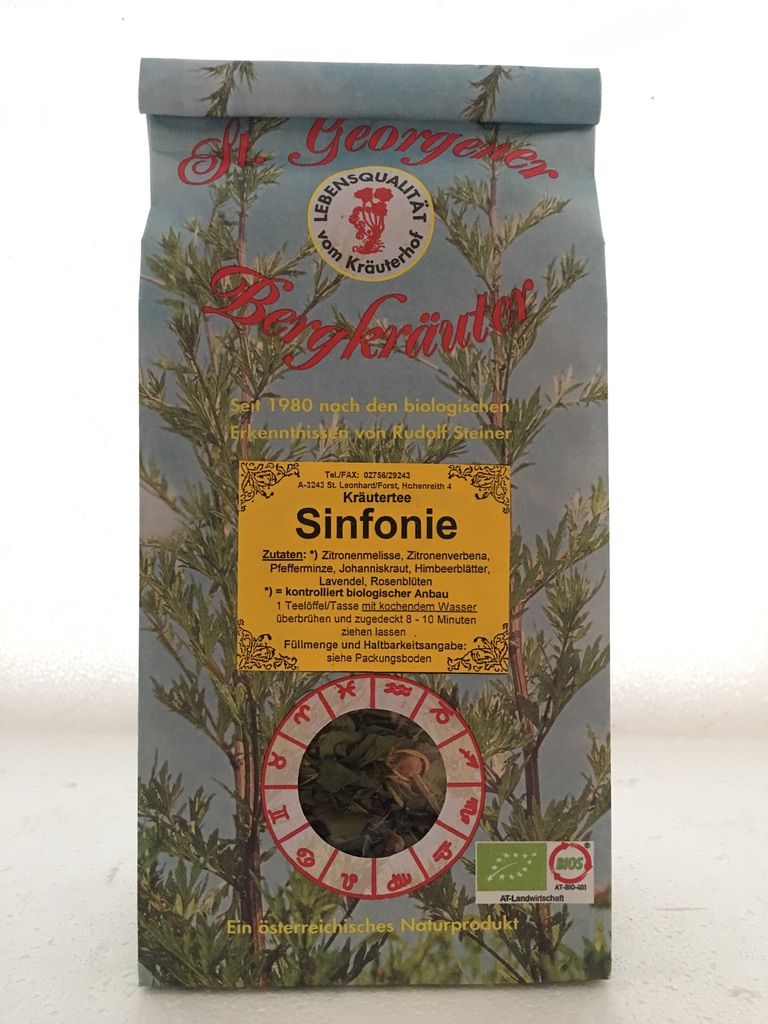 St. Georgener
LEBENSQUALITÄT
vom Kräuterhof
Bergkräuter
Seit 1980 nach den biologischen
Erkenntnissen von Rudolf Steiner
Tel./FAX: 02756/29243
A-3243 St. Leonhard/Forst, Hohenreith 4
Kräutertee
Sinfonie
Zutaten: *) Zitronenmelisse, Zitronenverbena,
Pfefferminze, Johanniskraut, Himbeerblätter,
Lavendel, Rosenblüten
*) = kontrolliert biologischer Anbau
1 Teelöffel/Tasse mit kochendem Wasser
überbrühen und zugedeckt 8 - 10 Minuten
ziehen lassen
Füllmenge und Haltbarkeitsangabe:
siehe Packungsboden
BIOS
®
AT-BIO-401
AT-Landwirtschaft
Ein österreichisches Naturprodukt